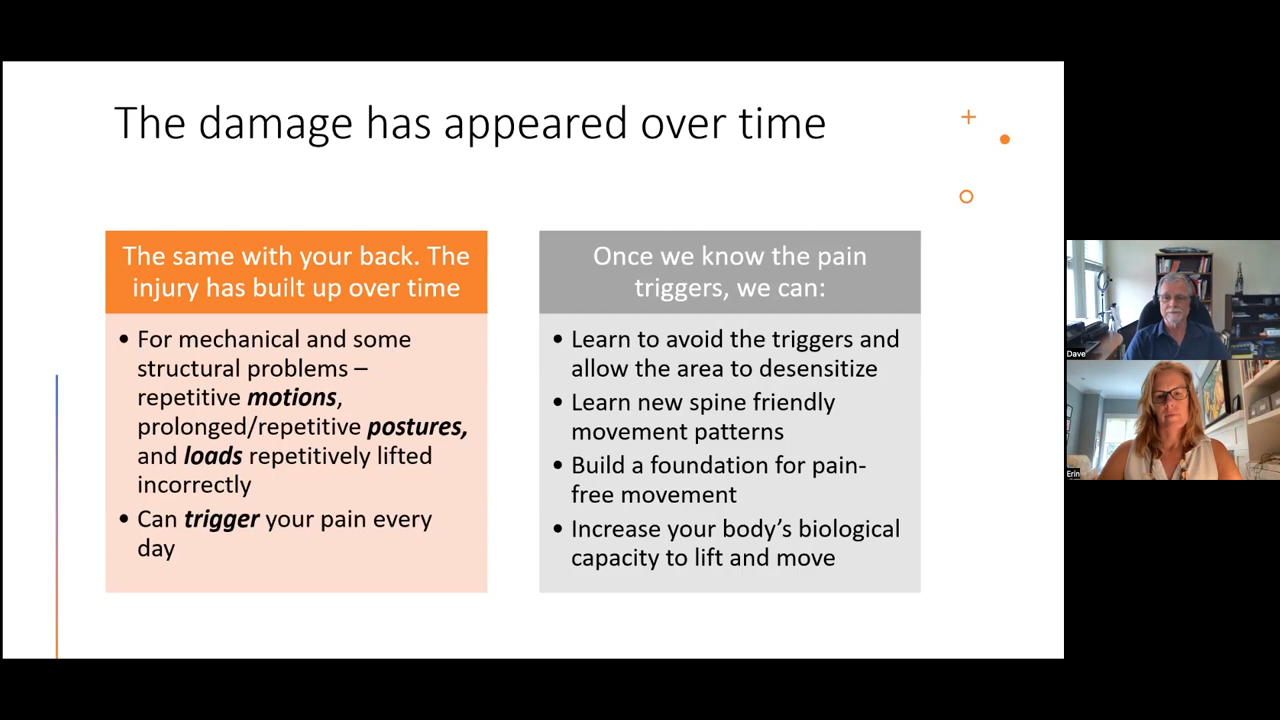 The damage has appeared over time
The same with your back. The
injury has built up over time
• For mechanical and some
structural problems –
repetitive motions,
prolonged/repetitive postures,
and loads repetitively lifted
incorrectly
• Can trigger your pain every
day
Once we know the pain
triggers, we can:
• Learn to avoid the triggers and
allow the area to desensitize
• Learn new spine friendly
movement patterns
• Build a foundation for pain-
free movement
• Increase your body's biological
capacity to lift and move
Dave
Erin